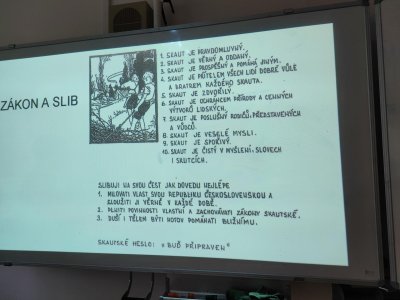 ZÁKON A SLIB
1. SKAUT JE PRAVDOMLUVNÝ.
2. SKAUT JE VĚRNÝ A ODDANÝ.
3. SKAUT JE PROSPĚŠNÝ A POMÁHÁ JINÝM.
4. SKAUT JE PŘÍTELEM VŠECH LIDÍ DOBRÉ VŮLE
A BRATREM KAŽDÉHO SKAUTA.
5. SKAUT JE ZDVOŘILÝ.
6. SKAUT JE OCHRÁNCEM PŘÍRODY A CENNÝCH
VÝTVORŮ LIDSKÝCH.
7. SKAUT JE POSLUŠNÝ RODIČŮ, PŘEDSTAVENÝCH
A VŮDCŮ.
8. SKAUT JE VESELÉ MYSLI.
9. SKAUT JE SPOŘIVÝ.
10. SKAUT JE ČISTÝ V MYŠLENÍ, SLOVECH
I SKUTCÍCH.
SLIBUJI NA SVOU ČEST JAK DOVEDU NEJLÉPE
1. MILOVATI VLAST SVOU REPUBLIKU ČESKOSLOVENSKOU A
SLOUŽITI JÍ VĚRNĚ V KAŽDÉ DOBĚ.
2. PLNITI POVINNOSTI VLASTNÍ A ZACHOVÁVATI ZÁKONY SKAUTSKÉ.
3. DUŠÍ I TĚLEM BÝTI HOTOV POMÁHATI BLIŽNÍMU.
SKAUTSKÉ HESLO: „BUĎ PŘIPRAVEN"